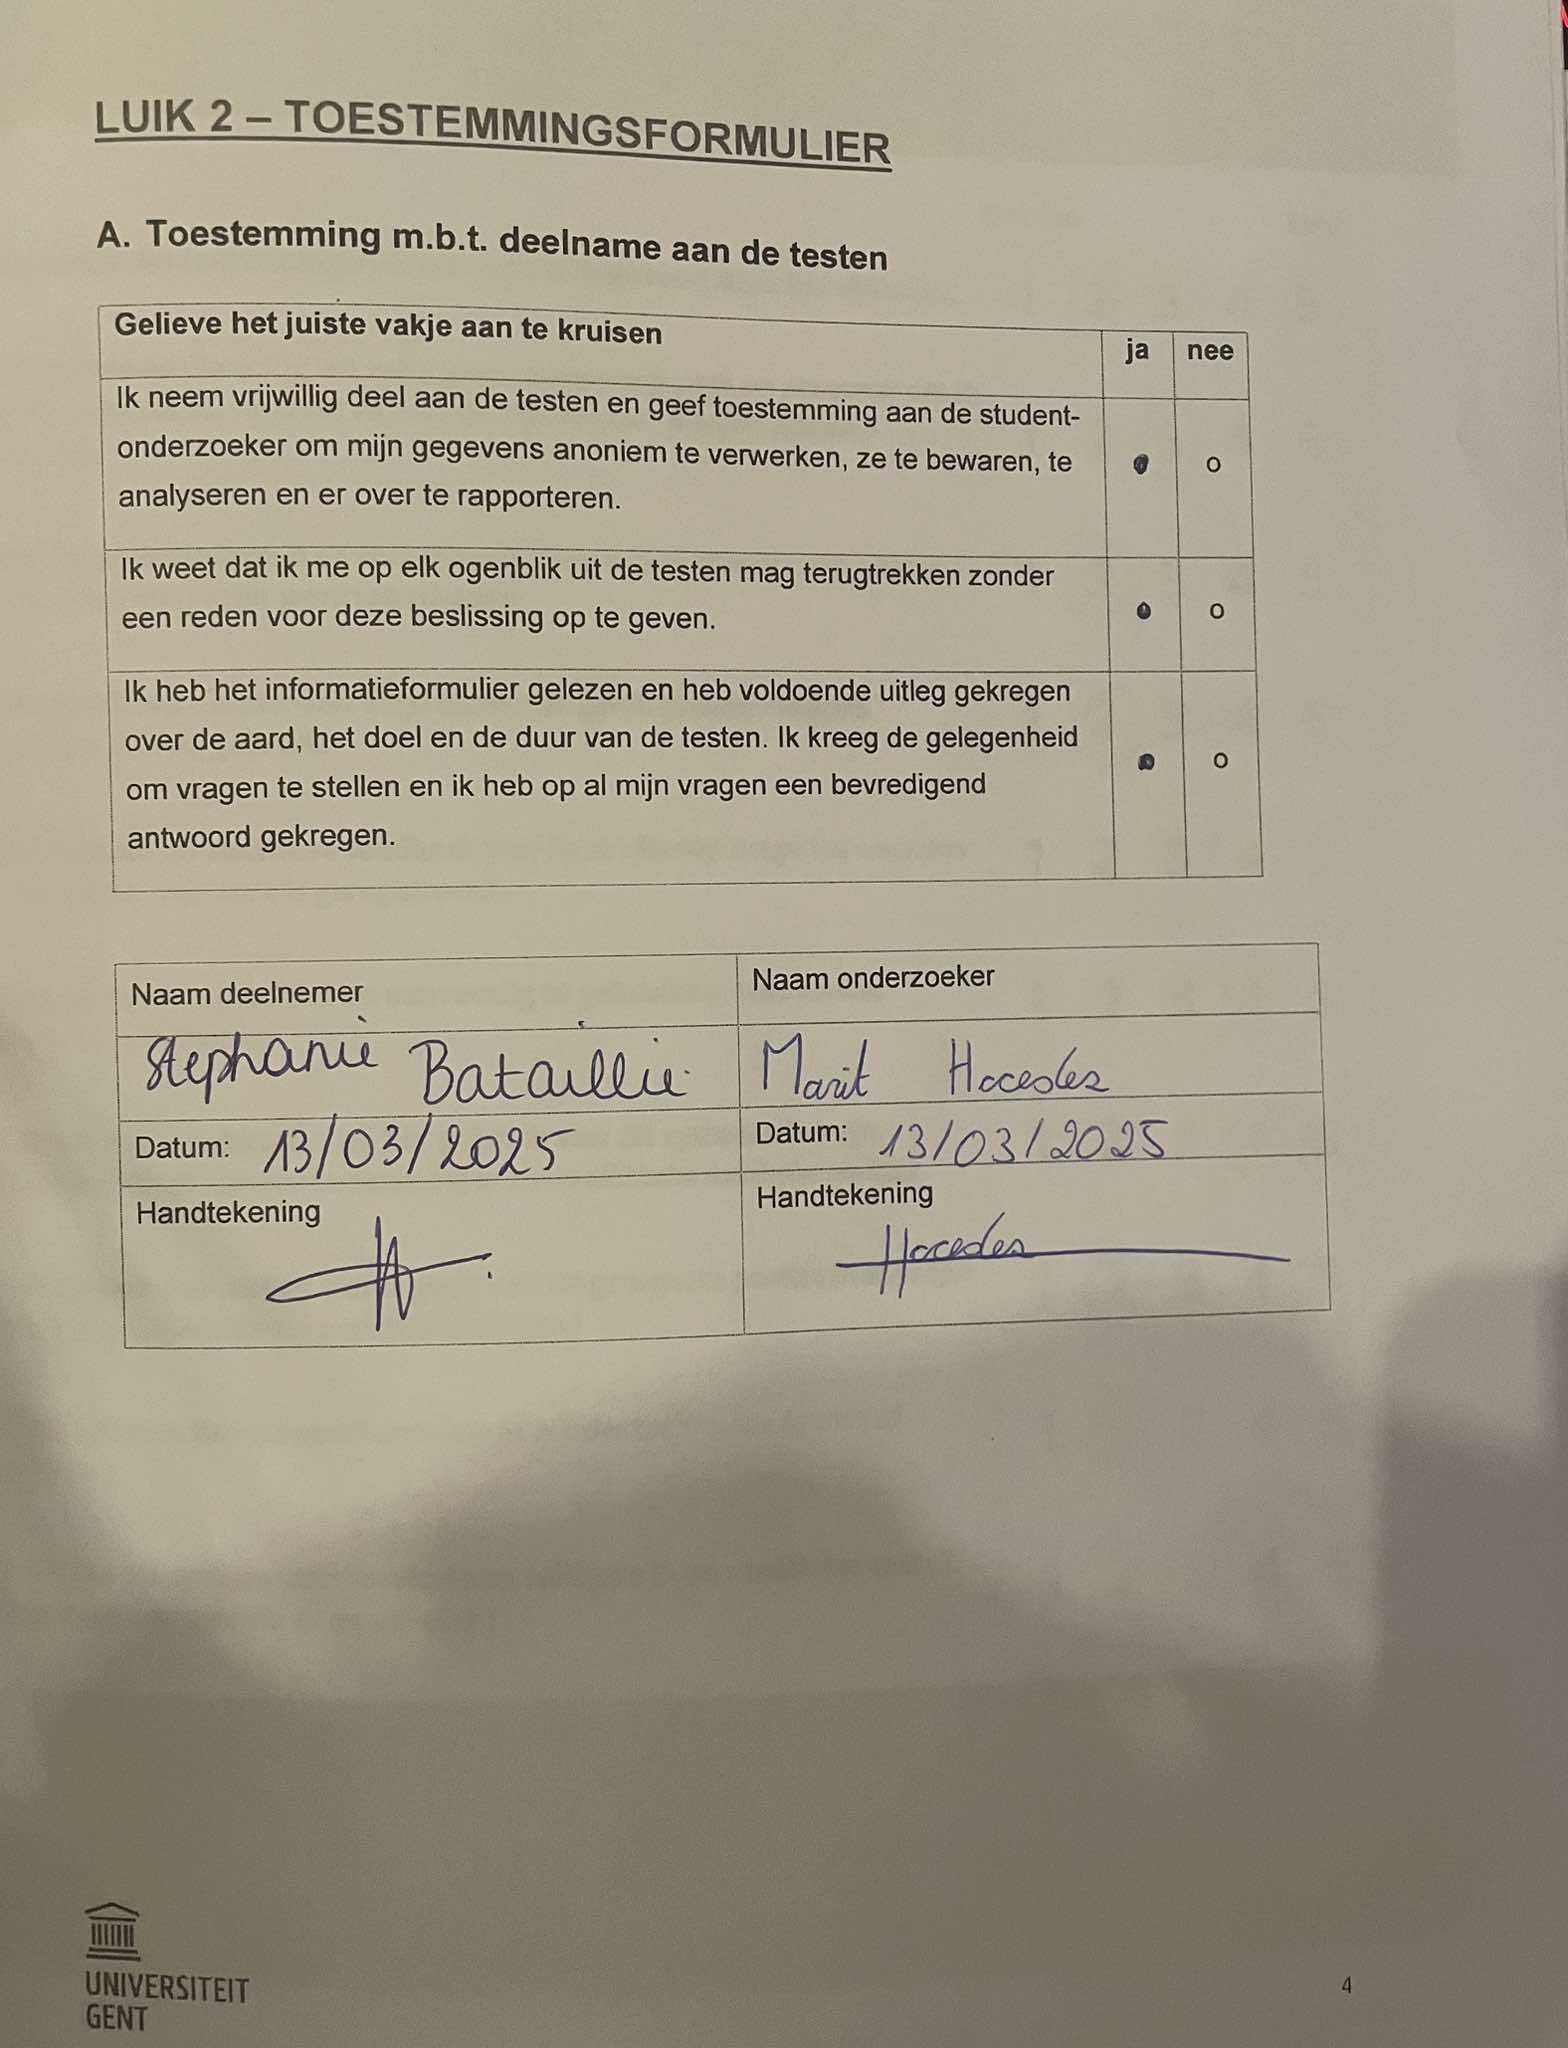 LUIK 2 – TOESTEMMINGSFORMULIER
A. Toestemming m.b.t. deelname aan de testen
Gelieve het juiste vakje aan te kruisen ja nee
Ik neem vrijwillig deel aan de testen en geef toestemming aan de student-
onderzoeker om mijn gegevens anoniem te verwerken, ze te bewaren, te
analyseren en er over te rapporteren. o
Ik weet dat ik me op elk ogenblik uit de testen mag terugtrekken zonder
een reden voor deze beslissing op te geven. o
Ik heb het informatieformulier gelezen en heb voldoende uitleg gekregen
over de aard, het doel en de duur van de testen. Ik kreeg de gelegenheid
om vragen te stellen en ik heb op al mijn vragen een bevredigend
antwoord gekregen. o
Naam deelnemer Naam onderzoeker
Stephanie Bataillie Marit
Datum: 13/03/2025 Datum: 13/03/2025
Handtekening Handtekening
UNIVERSITEIT
GENT
4